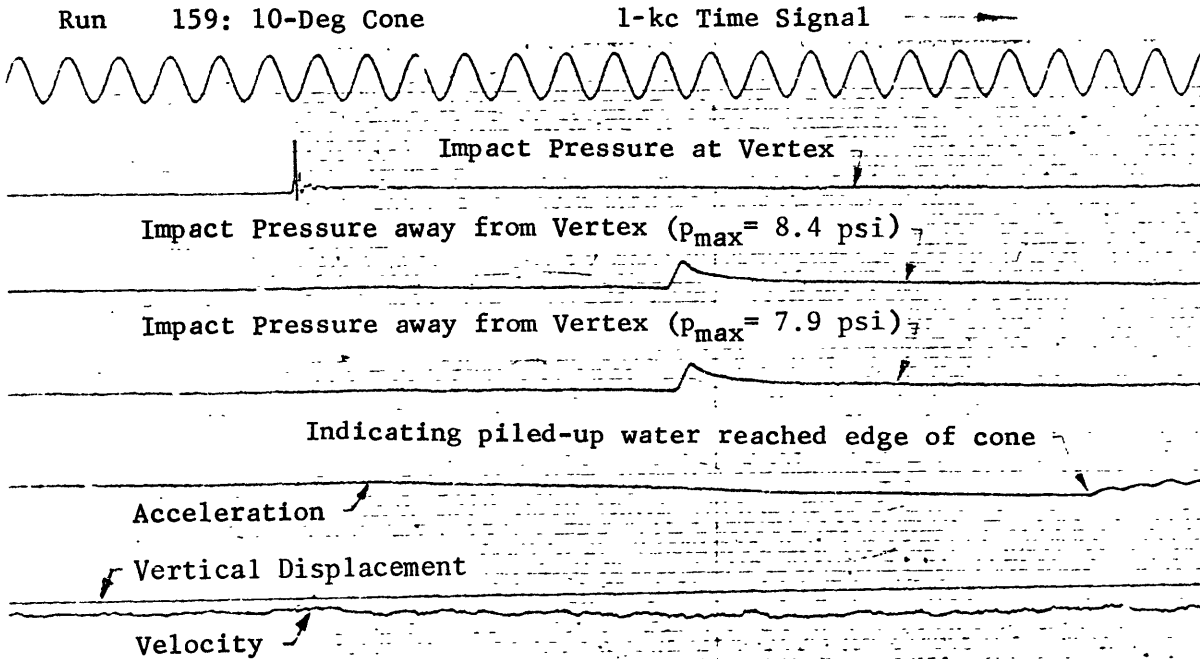 Run 159: 10-Deg Cone 1-kc Time Signal
Impact Pressure at Vertex
Impact Pressure away from Vertex (pmax= 8.4 psi)
Impact Pressure away from Vertex (pmax= 7.9 psi)
Indicating piled-up water reached edge of cone
Acceleration
Vertical Displacement
Velocity